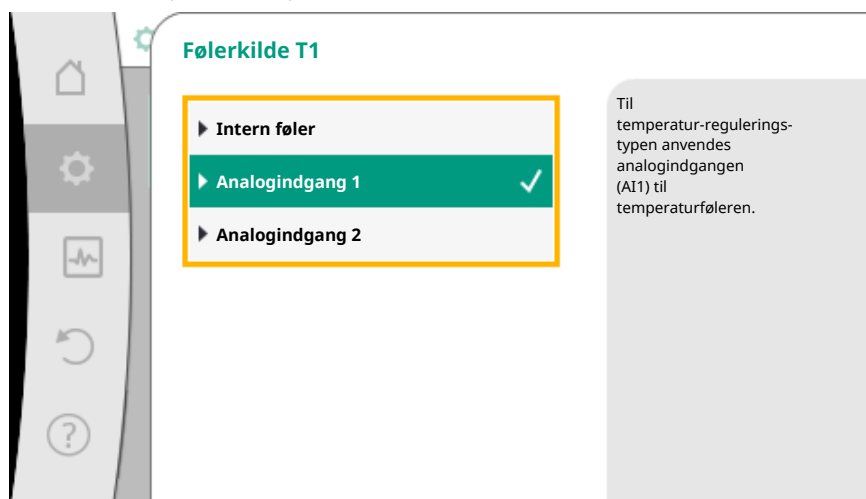 Følerkilde T1
Intern føler
Analogindgang 1
Analogindgang 2
Til
temperatur-regulerings-
typen anvendes
analogindgangen
(AI1) til
temperaturføleren.
?